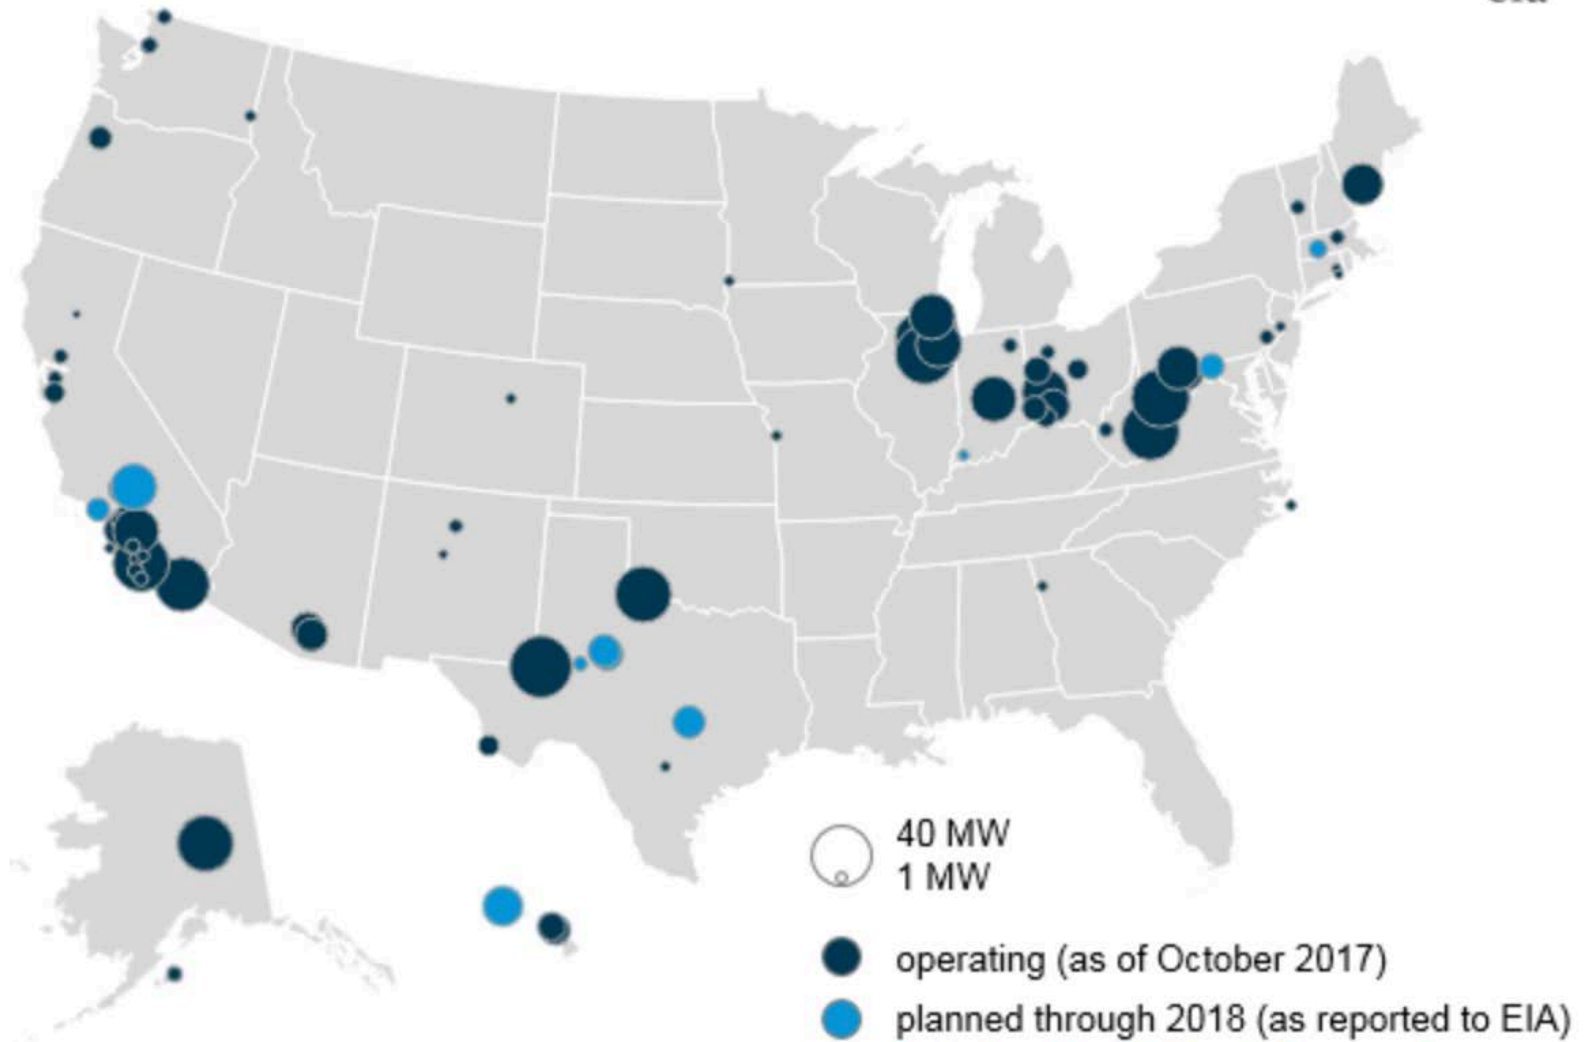 40 MW
1 MW
operating (as of October 2017)
planned through 2018 (as reported to EIA)